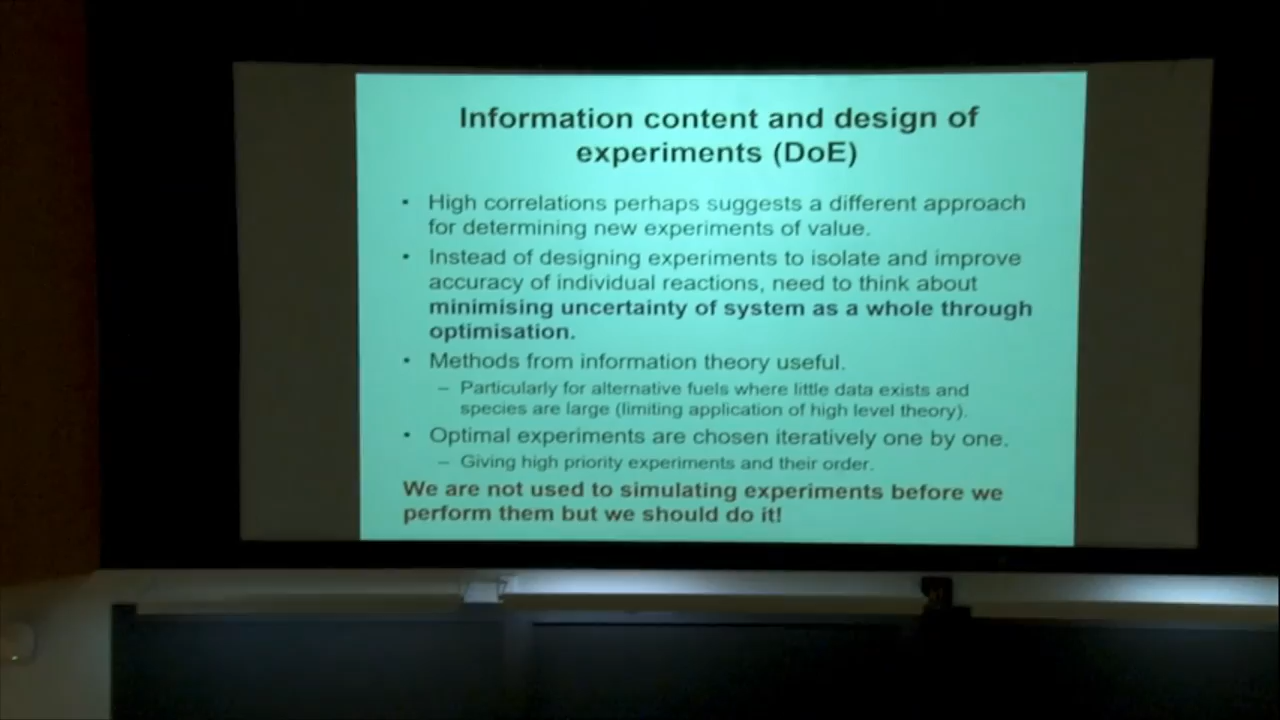 Information content and design of
experiments (DoE)
• High correlations perhaps suggests a different approach
for determining new experiments of value.
• Instead of designing experiments to isolate and improve
accuracy of individual reactions, need to think about
minimising uncertainty of system as a whole through
optimisation.
• Methods from information theory useful.
– Particularly for alternative fuels where little data exists and
species are large (limiting application of high level theory).
• Optimal experiments are chosen iteratively one by one.
– Giving high priority experiments and their order.
We are not used to simulating experiments before we
perform them but we should do it!